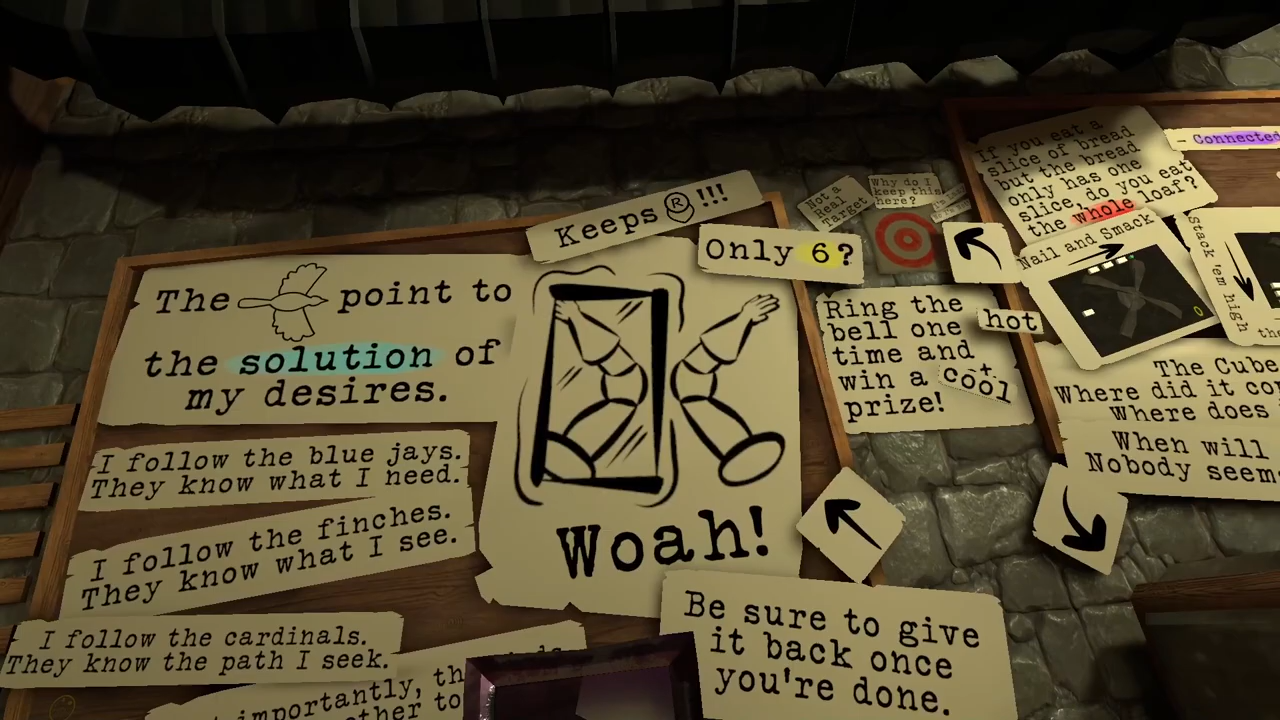 The point to
the solution of
my desires.
I follow the blue jays.
They know what I need.
I follow the finches.
They know what I see.
I follow the cardinals.
They know the path I seek.
importantly, th
ther to
Keeps R !!!
Only 6?
Woah!
Be sure to give
it back once
you're done.
Not a
Real
Target
Why do I
keep this
here?
Ring the
bell one hot
time and
win a cool
prize!
If you eat a
slice of bread
but the bread
only has one
slice, do you eat
the whole loaf?
- Connected
Nail and Smack
Stack 'em high
The Cube
Where did it co
Where does
When will
Nobody seem